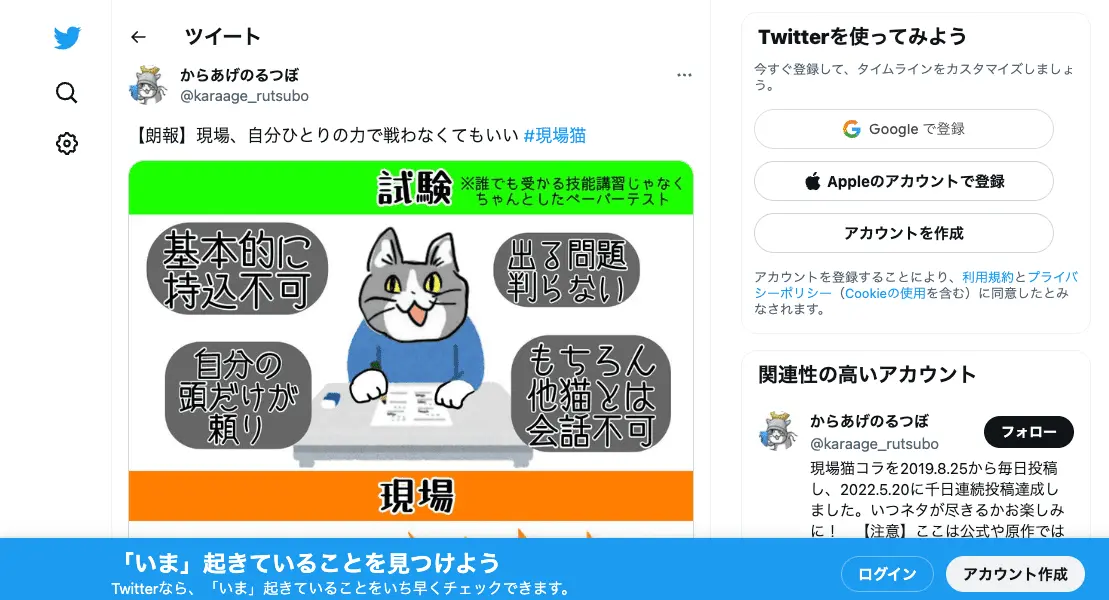 ツイート
からあげのるつぼ
@karaage_rutsubo
【朗報】現場、自分ひとりの力で戦わなくてもいい #現場猫
試験
※誰でも受かる技能講習じゃなく
ちゃんとしたペーパーテスト
基本的に
持込不可
出る問題
判らない
自分の
頭だけが
頼り
もちろん
他猫とは
会話不可
現場
Twitterを使ってみよう
今すぐ登録して、タイムラインをカスタマイズしましょ
う。
Google で登録
Appleのアカウントで登録
アカウントを作成
アカウントを登録することにより、利用規約とプライバ
シーポリシー（Cookieの使用を含む）に同意したとみ
なされます。
関連性の高いアカウント
からあげのるつぼ
@karaage_rutsubo
フォロー
現場猫コラを2019.8.25から毎日投稿
し、2022.5.20に千日連続投稿達成し
ました。いつネタが尽きるかお楽しみ
に！　【注意】ここは公式や原作では
「いま」起きていることを見つけよう
Twitterなら、「いま」起きていることをいち早くチェックできます。
ログイン
アカウント作成